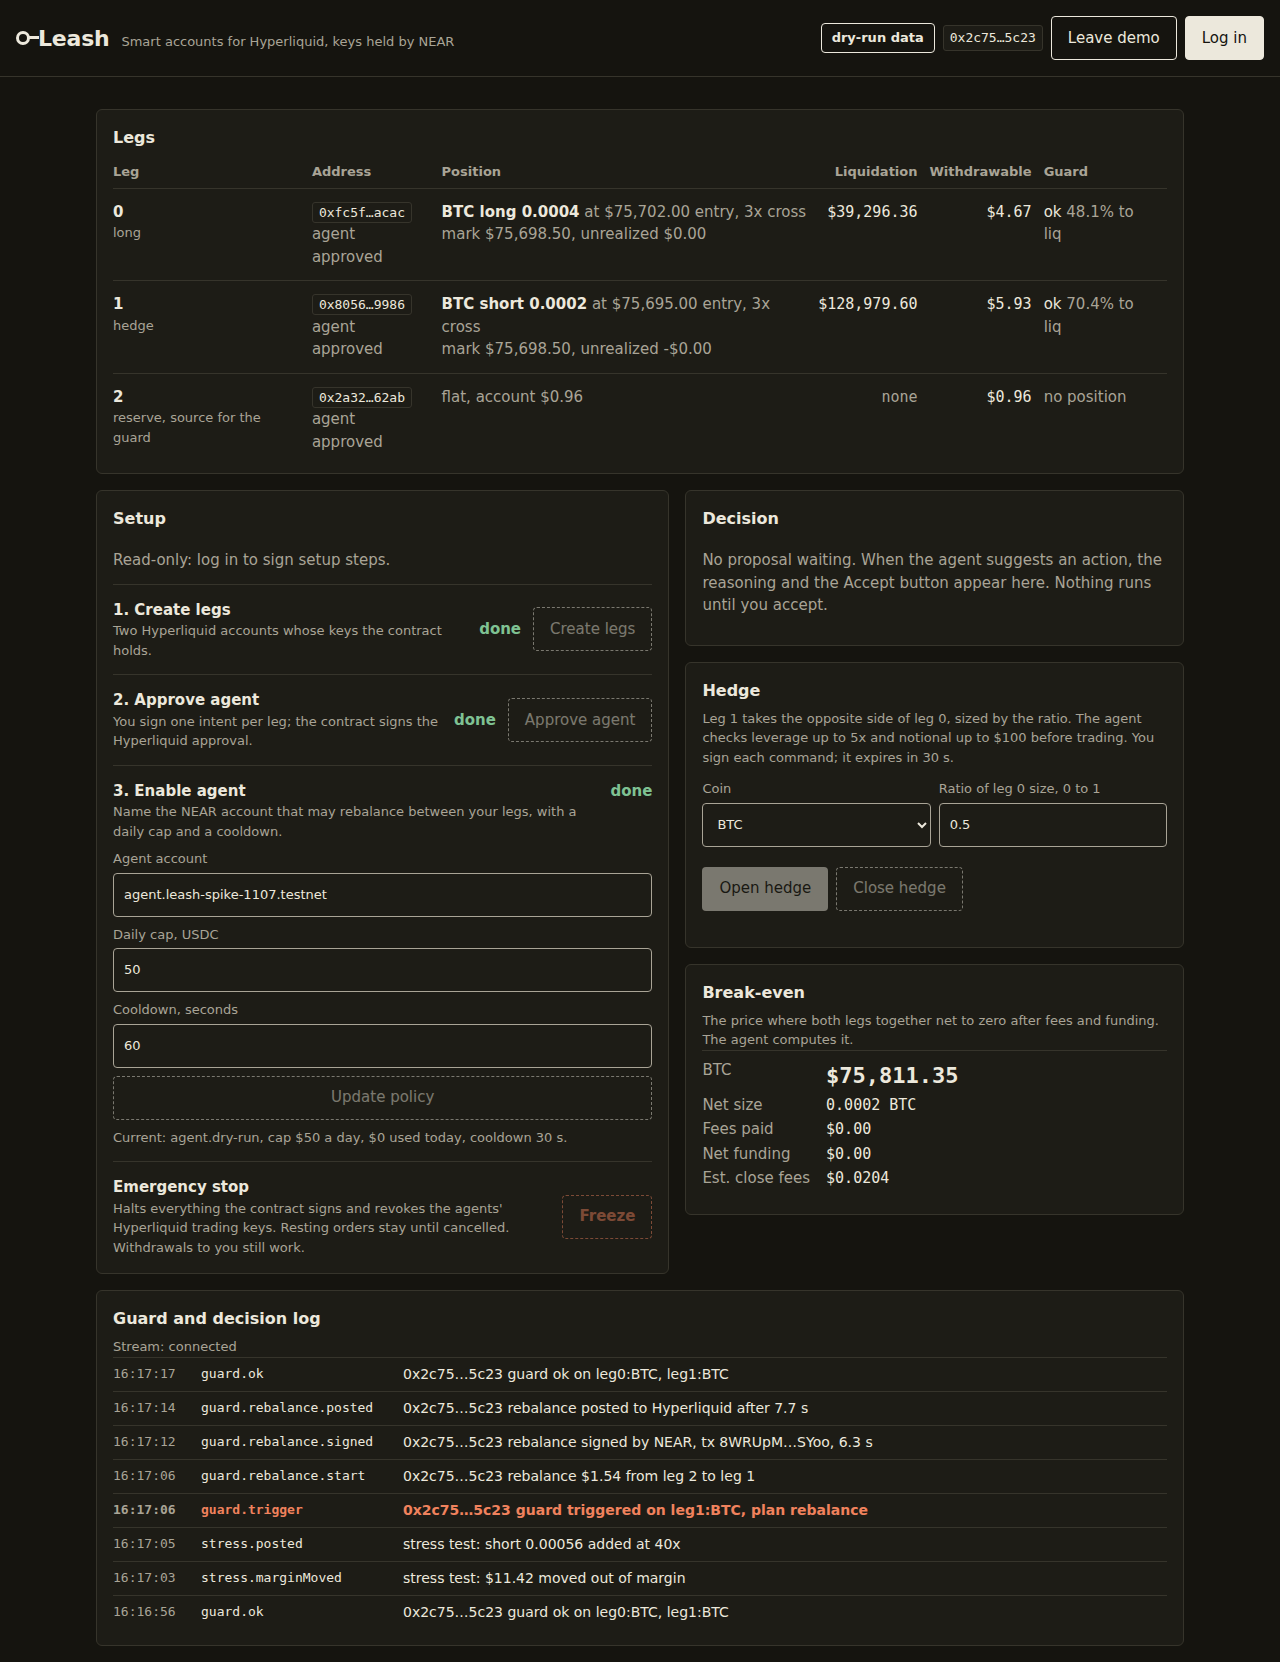 Leash Smart accounts for Hyperliquid, keys held by NEAR dry-run data 0x2c75…5c23 Leave demo Log in
Legs
Leg Address Position Liquidation Withdrawable Guard
0 0xfc5f…acac BTC long 0.0004 at $75,702.00 entry, 3x cross $39,296.36 $4.67 ok 48.1% to
long agent mark $75,698.50, unrealized $0.00 liq
approved
1 0x8056…9986 BTC short 0.0002 at $75,695.00 entry, 3x $128,979.60 $5.93 ok 70.4% to
hedge agent cross liq
approved mark $75,698.50, unrealized -$0.00
2 0x2a32…62ab flat, account $0.96 none $0.96 no position
reserve, source for the agent
guard approved
Setup
Read-only: log in to sign setup steps.
1. Create legs
Two Hyperliquid accounts whose keys the contract
holds.
done Create legs
2. Approve agent
You sign one intent per leg; the contract signs the
Hyperliquid approval.
done Approve agent
3. Enable agent done
Name the NEAR account that may rebalance between your legs, with a
daily cap and a cooldown.
Agent account
agent.leash-spike-1107.testnet
Daily cap, USDC
50
Cooldown, seconds
60
Update policy
Current: agent.dry-run, cap $50 a day, $0 used today, cooldown 30 s.
Emergency stop
Halts everything the contract signs and revokes the agents'
Hyperliquid trading keys. Resting orders stay until cancelled.
Withdrawals to you still work.
Freeze
Decision
No proposal waiting. When the agent suggests an action, the
reasoning and the Accept button appear here. Nothing runs
until you accept.
Hedge
Leg 1 takes the opposite side of leg 0, sized by the ratio. The agent
checks leverage up to 5x and notional up to $100 before trading. You
sign each command; it expires in 30 s.
Coin Ratio of leg 0 size, 0 to 1
BTC 0.5
Open hedge Close hedge
Break-even
The price where both legs together net to zero after fees and funding.
The agent computes it.
BTC $75,811.35
Net size 0.0002 BTC
Fees paid $0.00
Net funding $0.00
Est. close fees $0.0204
Guard and decision log
Stream: connected
16:17:17 guard.ok 0x2c75…5c23 guard ok on leg0:BTC, leg1:BTC
16:17:14 guard.rebalance.posted 0x2c75…5c23 rebalance posted to Hyperliquid after 7.7 s
16:17:12 guard.rebalance.signed 0x2c75…5c23 rebalance signed by NEAR, tx 8WRUpM…SYoo, 6.3 s
16:17:06 guard.rebalance.start 0x2c75…5c23 rebalance $1.54 from leg 2 to leg 1
16:17:06 guard.trigger 0x2c75…5c23 guard triggered on leg1:BTC, plan rebalance
16:17:05 stress.posted stress test: short 0.00056 added at 40x
16:17:03 stress.marginMoved stress test: $11.42 moved out of margin
16:16:56 guard.ok 0x2c75…5c23 guard ok on leg0:BTC, leg1:BTC